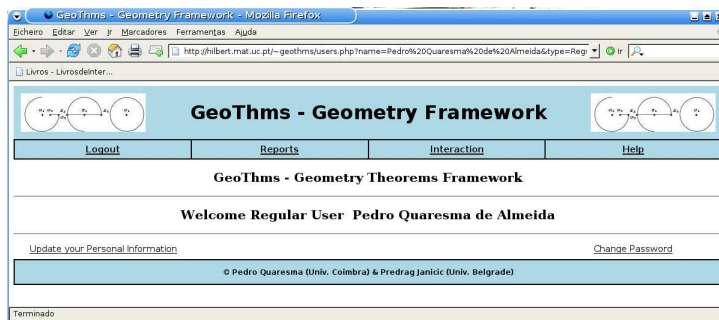 GeoThms - Geometry Framework - Mozilla Firefox
Ficheiro Editar Ver Ir Marcadores Ferramentas Ajuda
http://hilbert.mat.uc.pt/~geothms/users.php?name=Pedro%20Quaresma%20de%20Almeida&type=Regi Ir
Livros - LivrosdeInter...
GeoThms - Geometry Framework
Logout Reports Interaction Help
GeoThms - Geometry Theorems Framework
Welcome Regular User Pedro Quaresma de Almeida
Update your Personal Information Change Password
© Pedro Quaresma (Univ. Coimbra) & Predrag Janicic (Univ. Belgrade)
Terminado